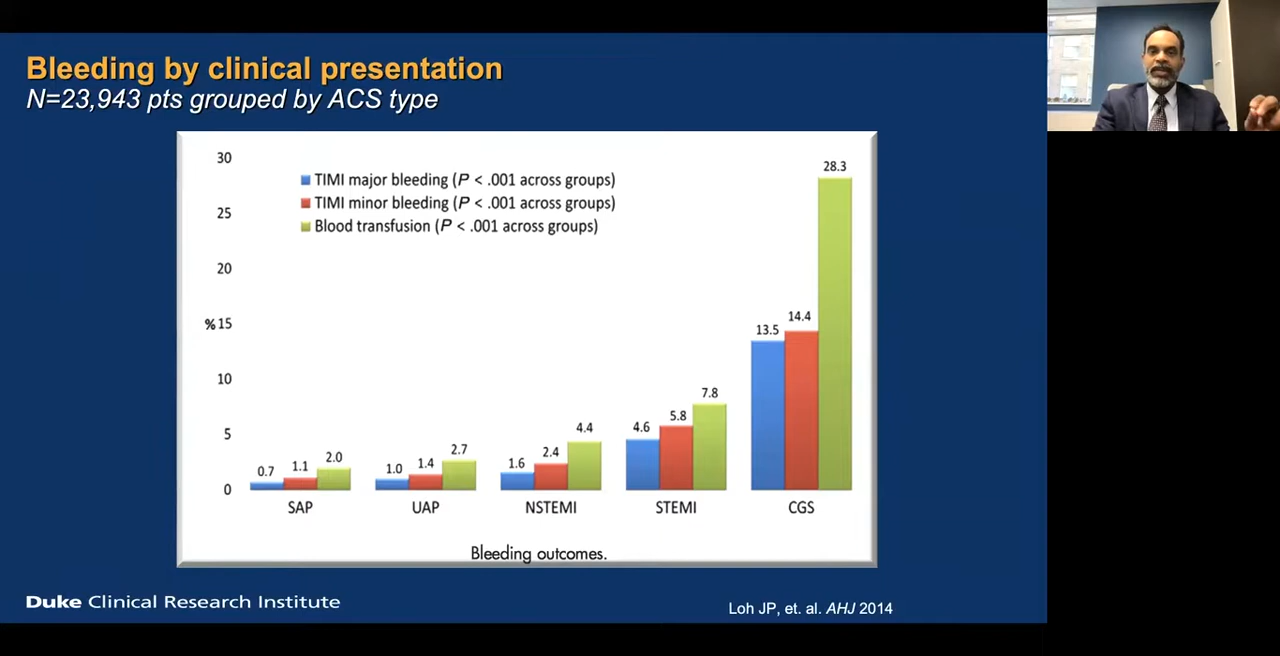 Bleeding by clinical presentation
N=23,943 pts grouped by ACS type
30
25
20
% 15
10
5
0
TIMI major bleeding (P < .001 across groups)
TIMI minor bleeding (P < .001 across groups)
Blood transfusion (P < .001 across groups)
0.7 1.1 2.0
1.0 1.4 2.7
1.6 2.4 4.4
4.6 5.8 7.8
13.5 14.4 28.3
SAP UAP NSTEMI STEMI CGS
Bleeding outcomes.
Duke Clinical Research Institute
Loh JP, et. al. AHJ 2014